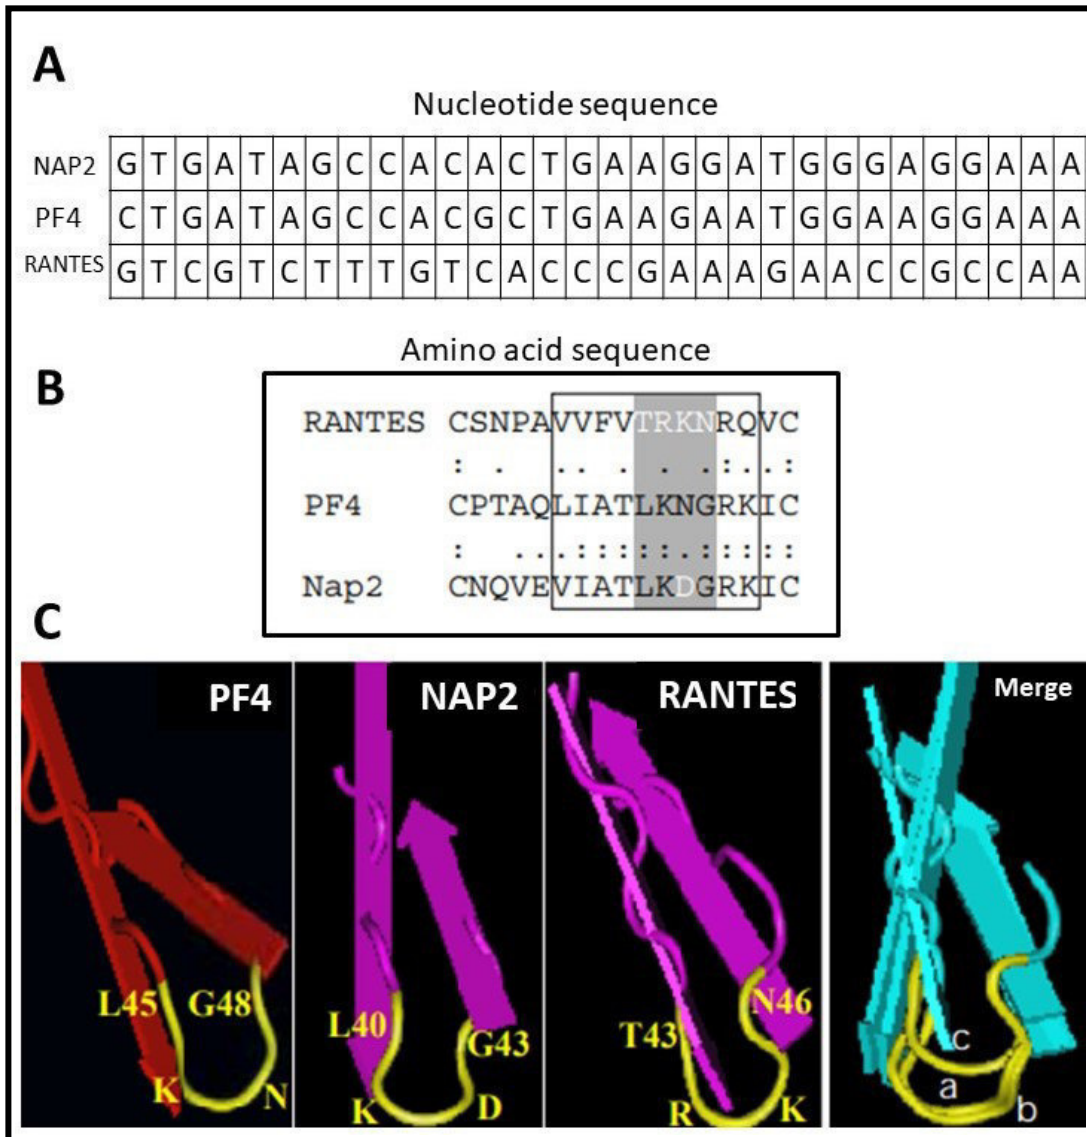 A
Nucleotide sequence
NAP2 G T G A T A G C C A C A C T G A A G G A T G G G A G G A A A
PF4 C T G A T A G C C A C G C T G A A G A A T G G A A G G A A A
RANTES G T C G T C T T T G T C A C C C G A A A G A A C C G C C A A
Amino acid sequence
B
RANTES CSNPAVVFVTRKNRQVC
: .  .. . . .:..:
PF4 CPTAQLIATLKNGRKIC
:  ...:::::.:::::
Nap2 CNQVEVIATLKDGRKIC
C
PF4
L45
G48
K
N
NAP2
L40
G43
K
D
RANTES
T43
N46
R
K
Merge
c
a
b